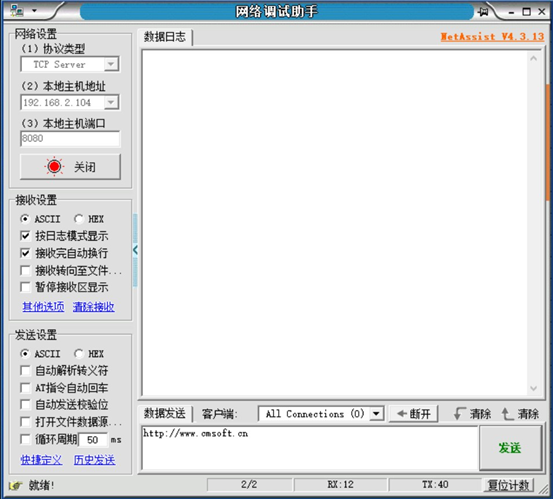 网络调试助手
网络设置
（1）协议类型
TCP Server
（2）本地主机地址
192.168.2.104
（3）本地主机端口
8080
关闭
接收设置
ASCII HEX
按日志模式显示
接收完自动换行
接收转向至文件...
暂停接收区显示
其他选项 清除接收
发送设置
ASCII HEX
自动解析转义符
AT指令自动回车
自动发送校验位
打开文件数据源...
循环周期 50 ms
快捷定义 历史发送
数据日志 NetAssist V4.3.13
数据发送 客户端: All Connections (0) 断开 清除 清除
http://www.cmsoft.cn
发送
就绪! 2/2 RX:12 TX:40 复位计数